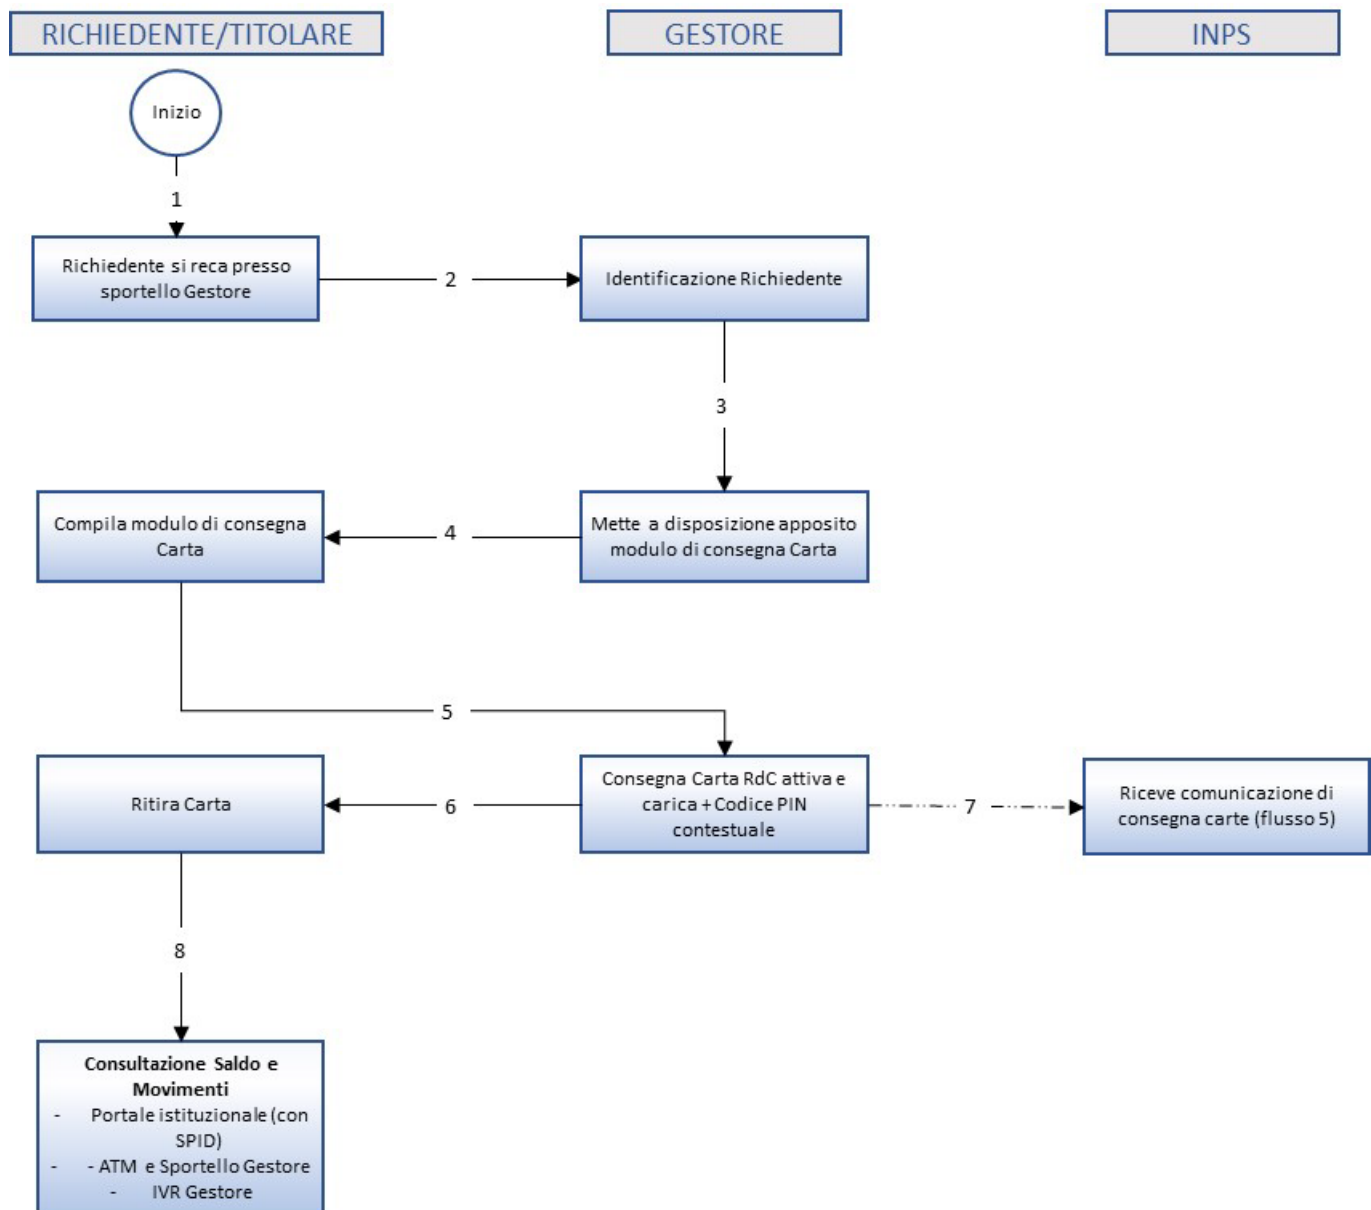 RICHIEDENTE/TITOLARE
GESTORE
INPS
Inizio
1
Richiedente si reca presso
sportello Gestore
2
Identificazione Richiedente
3
Compila modulo di consegna
Carta
4
Mette a disposizione apposito
modulo di consegna Carta
5
Ritira Carta
6
Consegna Carta RdC attiva e
carica + Codice PIN
contestuale
7
Riceve comunicazione di
consegna carte (flusso 5)
8
Consultazione Saldo e
Movimenti
- Portale istituzionale (con
SPID)
- - ATM e Sportello Gestore
- IVR Gestore